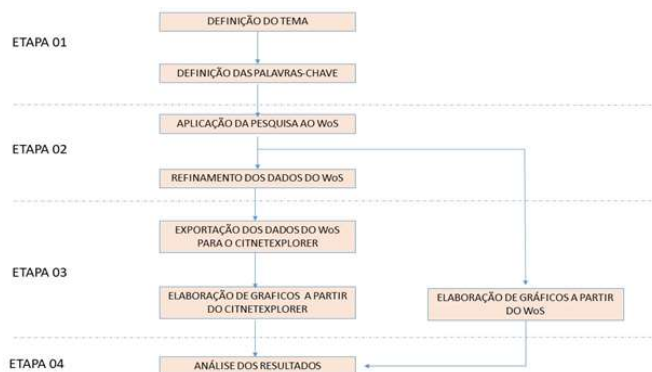 DEFINIÇÃO DO TEMA
ETAPA 01
DEFINIÇÃO DAS PALAVRAS-CHAVE
APLICAÇÃO DA PESQUISA AO WoS
ETAPA 02
REFINAMENTO DOS DADOS DO WoS
EXPORTAÇÃO DOS DADOS DO WoS
PARA O CITNETEXPLORER
ETAPA 03
ELABORAÇÃO DE GRAFICOS A PARTIR
DO CITNETEXPLORER
ELABORAÇÃO DE GRÁFICOS A PARTIR
DO WoS
ETAPA 04
ANÁLISE DOS RESULTADOS